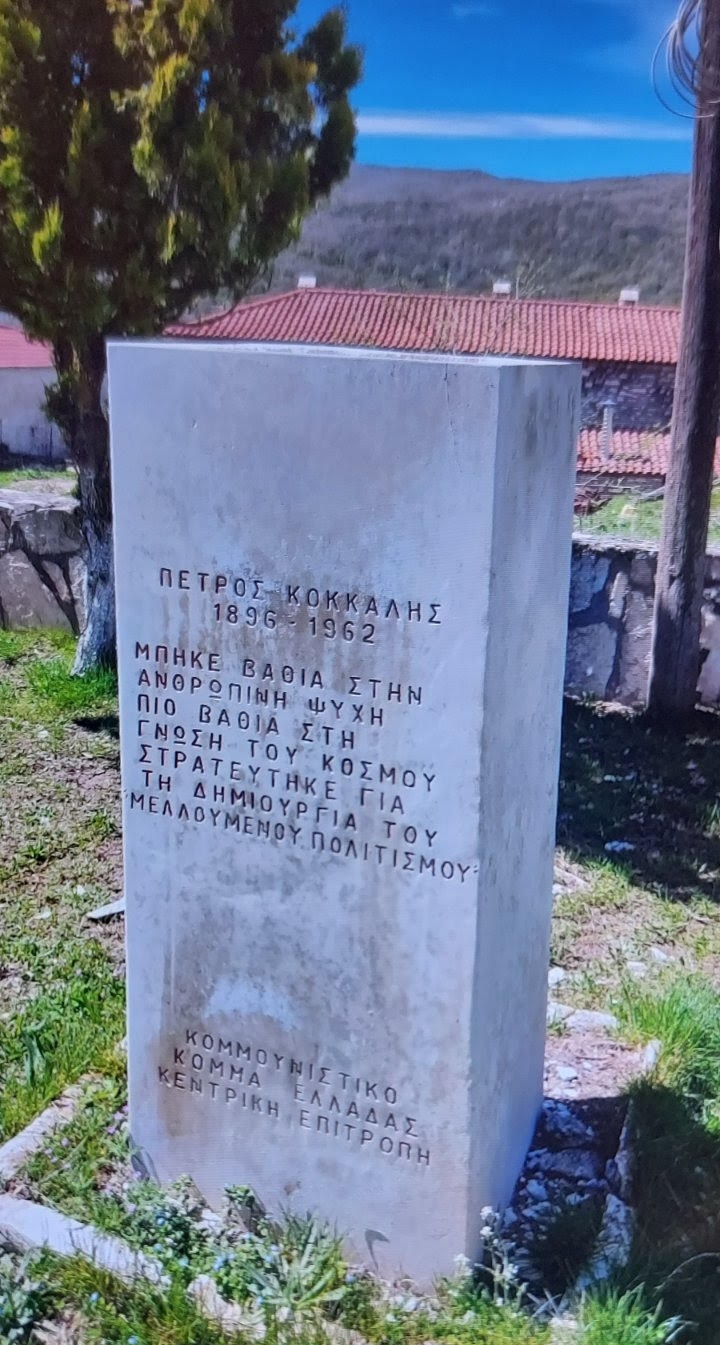 ΠΕΤΡΟΣ ΚΟΚΚΑΛΗΣ
1896 - 1962
ΜΠΗΚΕ ΒΑΘΙΑ ΣΤΗΝ
ΑΝΘΡΩΠΙΝΗ ΨΥΧΗ
ΠΙΟ ΒΑΘΙΑ ΣΤΗ
ΓΝΩΣΗ ΤΟΥ ΚΟΣΜΟΥ
ΣΤΡΑΤΕΥΤΗΚΕ ΓΙΑ
ΤΗ ΔΗΜΙΟΥΡΓΙΑ ΤΟΥ
ΜΕΛΛΟΥΜΕΝΟΥ ΠΟΛΙΤΙΣΜΟΥ
ΚΟΜΜΟΥΝΙΣΤΙΚΟ
ΚΟΜΜΑ ΕΛΛΑΔΑΣ
ΚΕΝΤΡΙΚΗ ΕΠΙΤΡΟΠΗ